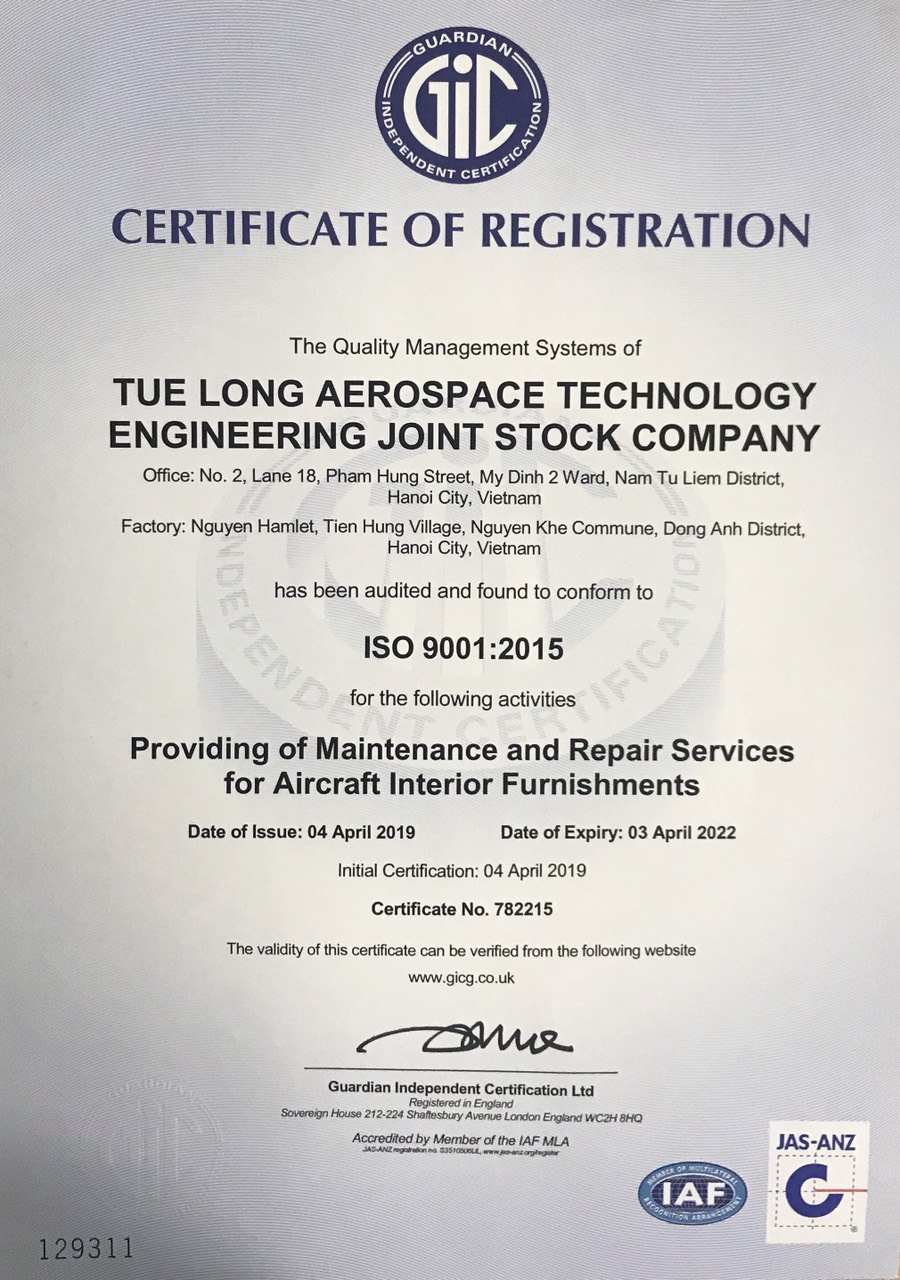 GUARDIAN
GiC
INDEPENDENT CERTIFICATION
CERTIFICATE OF REGISTRATION
The Quality Management Systems of
TUE LONG AEROSPACE TECHNOLOGY
ENGINEERING JOINT STOCK COMPANY
Office: No. 2, Lane 18, Pham Hung Street, My Dinh 2 Ward, Nam Tu Liem District,
Hanoi City, Vietnam
Factory: Nguyen Hamlet, Tien Hung Village, Nguyen Khe Commune, Dong Anh District,
Hanoi City, Vietnam
has been audited and found to conform to
ISO 9001:2015
for the following activities
Providing of Maintenance and Repair Services
for Aircraft Interior Furnishments
Date of Issue: 04 April 2019 Date of Expiry: 03 April 2022
Initial Certification: 04 April 2019
Certificate No. 782215
The validity of this certificate can be verified from the following website
www.gicg.co.uk
Guardian Independent Certification Ltd
Registered in England
Sovereign House 212-224 Shaftesbury Avenue London England WC2H 8HQ
Accredited by Member of the IAF MLA
JAS-ANZ registration no. www.jas-anz.org/register
MEMBER OF MULTILATERAL
IAF
RECOGNITION ARRANGEMENT
JAS-ANZ
C
129311